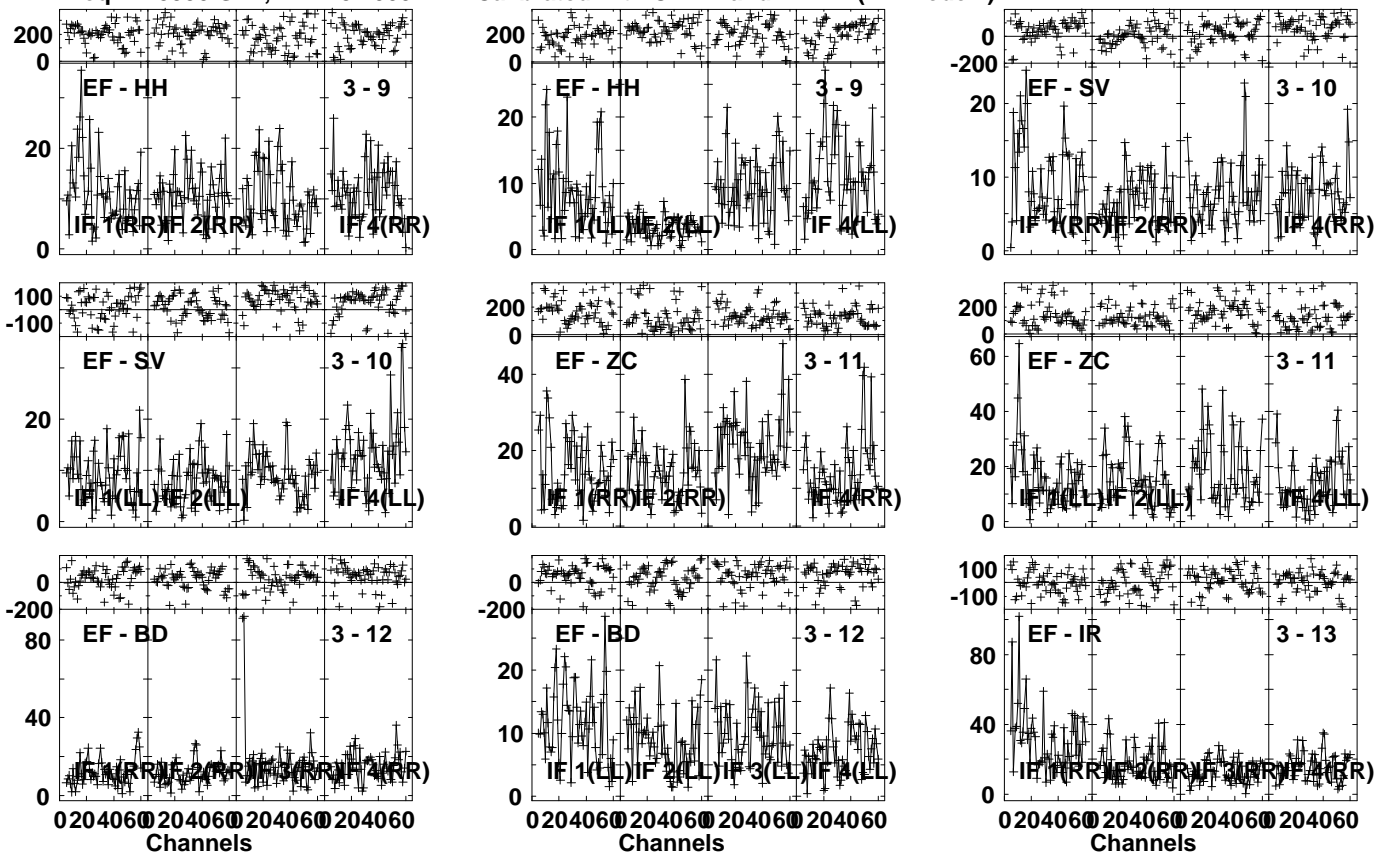 200
0
EF - HH
3 - 9
20
0
IF 1(RR)
IF 2(RR)
IF 4(RR)
200
0
EF - HH
3 - 9
20
10
0
IF 1(LL)
IF 2(LL)
IF 4(LL)
0
-200
EF - SV
3 - 10
20
10
0
IF 1(RR)
IF 2(RR)
IF 4(RR)
100
-100
EF - SV
3 - 10
20
0
IF 1(LL)
IF 2(LL)
IF 4(LL)
200
0
EF - ZC
3 - 11
40
20
0
IF 1(RR)
IF 2(RR)
IF 4(RR)
200
0
EF - ZC
3 - 11
60
40
20
0
IF 1(LL)
IF 2(LL)
IF 4(LL)
0
-200
EF - BD
3 - 12
80
40
0
IF 1(RR)
IF 2(RR)
IF 3(RR)
IF 4(RR)
0 20 40 60 0 20 40 60 0 20 40 60 0 20 40 60
Channels
0
-200
EF - BD
3 - 12
20
10
0
IF 1(LL)
IF 2(LL)
IF 3(LL)
IF 4(LL)
0 20 40 60 0 20 40 60 0 20 40 60 0 20 40 60
Channels
100
-100
EF - IR
3 - 13
80
40
0
IF 1(RR)
IF 2(RR)
IF 3(RR)
IF 4(RR)
0 20 40 60 0 20 40 60 0 20 40 60 0 20 40 60
Channels